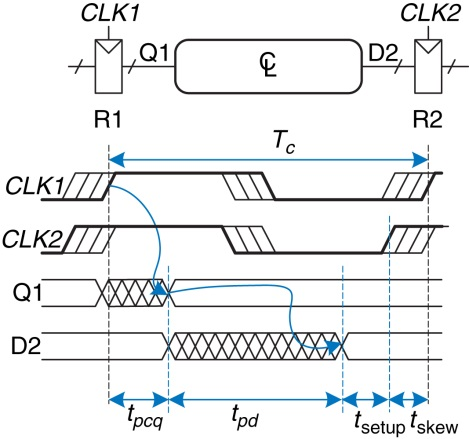 CLK1 CLK2
Q1 CL D2
R1 R2
Tc
CLK1
CLK2
Q1
D2
tpcq tpd tsetup tskew